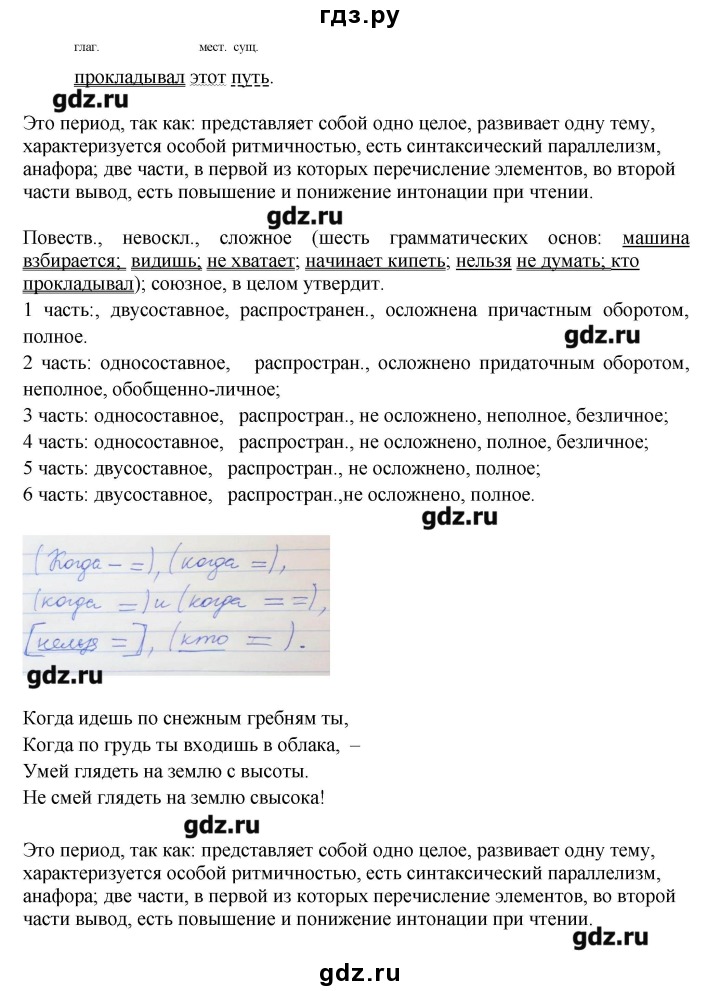 гдз.ру
глаг. мест. сущ.
прокладывал этот путь.
gdz.ru
Это период, так как: представляет собой одно целое, развивает одну тему,
характеризуется особой ритмичностью, есть синтаксический параллелизм,
анафора; две части, в первой из которых перечисление элементов, во второй
части вывод, есть повышение и понижение интонации при чтении.
gdz.ru
Повеств., невоскл., сложное (шесть грамматических основ: машина
взбирается; видишь; не хватает; начинает кипеть; нельзя не думать; кто
прокладывал); союзное, в целом утвердит.
1 часть:, двусоставное, распространен., осложнена причастным оборотом,
полное.
gdz.ru
2 часть: односоставное, распростран., осложнено придаточным оборотом,
неполное, обобщенно-личное;
3 часть: односоставное, распростран., не осложнено, неполное, безличное;
4 часть: односоставное, распростран., не осложнено, полное, безличное;
5 часть: двусоставное, распростран., не осложнено, полное;
6 часть: двусоставное, распростран.,не осложнено, полное.
gdz.ru
(Когда – =), (когда =),
(когда =) и (когда = =),
[нельзя =], (кто = ).
gdz.ru
Когда идешь по снежным гребням ты,
Когда по грудь ты входишь в облака, –
Умей глядеть на землю с высоты.
Не смей глядеть на землю свысока!
gdz.ru
Это период, так как: представляет собой одно целое, развивает одну тему,
характеризуется особой ритмичностью, есть синтаксический параллелизм,
анафора; две части, в первой из которых перечисление элементов, во второй
части вывод, есть повышение и понижение интонации при чтении.
gdz.ru
gdz.ru